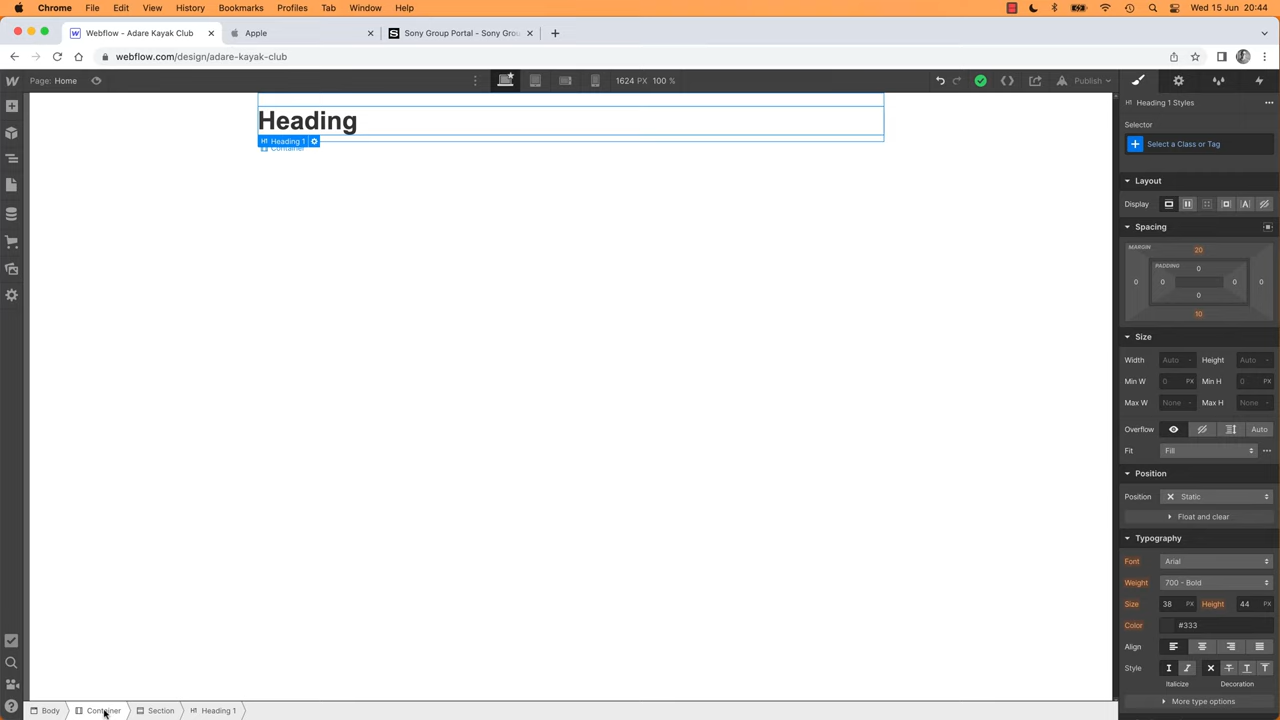 Chrome File Edit View History Bookmarks Profiles Tab Window Help Wed 15 Jun 20:44
Webflow - Adare Kayak Club Apple Sony Group Portal - Sony Gro
webflow.com/design/adare-kayak-club
Page: Home 1624 PX 100 % Publish
Heading
Heading 1
Container
Heading 1 Styles
Selector
Select a Class or Tag
Layout
Display
Spacing
MARGIN 20
PADDING 0
0 0 0 0
0
10
Size
Width Auto - Height Auto -
Min W 0 PX Min H 0 PX
Max W None - Max H None -
Overflow Auto
Fit Fill
Position
Position Static
Float and clear
Typography
Font Arial
Weight 700 - Bold
Size 38 PX Height 44 PX
Color #333
Align
Style
Italicize Decoration
More type options
Body Container Section H1 Heading 1